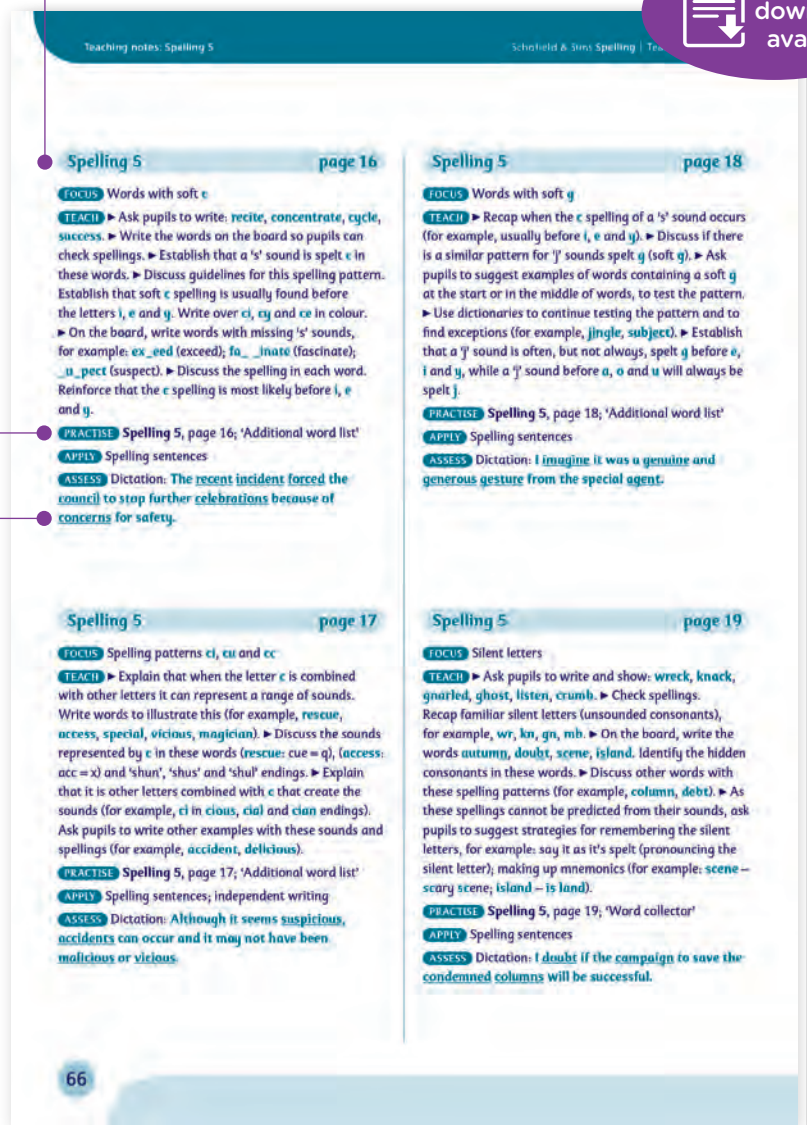 dow
ava
Teaching notes: Spelling 5
Schofield & Sims Spelling | Tea
Spelling 5 page 16
FOCUS Words with soft c
TEACH ► Ask pupils to write: recite, concentrate, cycle,
success. ► Write the words on the board so pupils can
check spellings. ► Establish that a 's' sound is spelt c in
these words. ► Discuss guidelines for this spelling pattern.
Establish that soft c spelling is usually found before
the letters i, e and y. Write over ci, cy and ce in colour.
► On the board, write words with missing 's' sounds,
for example: ex_eed (exceed); fa_ _inate (fascinate);
_u_pect (suspect). ► Discuss the spelling in each word.
Reinforce that the c spelling is most likely before i, e
and y.
PRACTISE Spelling 5, page 16; 'Additional word list'
APPLY Spelling sentences
ASSESS Dictation: The recent incident forced the
council to stop further celebrations because of
concerns for safety.
Spelling 5 page 17
FOCUS Spelling patterns ci, cu and cc
TEACH ► Explain that when the letter c is combined
with other letters it can represent a range of sounds.
Write words to illustrate this (for example, rescue,
access, special, vicious, magician). ► Discuss the sounds
represented by c in these words (rescue: cue = q), (access:
acc = x) and 'shun', 'shus' and 'shul' endings. ► Explain
that it is other letters combined with c that create the
sounds (for example, ci in cious, cial and cian endings).
Ask pupils to write other examples with these sounds and
spellings (for example, accident, delicious).
PRACTISE Spelling 5, page 17; 'Additional word list'
APPLY Spelling sentences; independent writing
ASSESS Dictation: Although it seems suspicious,
accidents can occur and it may not have been
malicious or vicious.
Spelling 5 page 18
FOCUS Words with soft g
TEACH ► Recap when the c spelling of a 's' sound occurs
(for example, usually before i, e and y). ► Discuss if there
is a similar pattern for 'j' sounds spelt g (soft g). ► Ask
pupils to suggest examples of words containing a soft g
at the start or in the middle of words, to test the pattern.
► Use dictionaries to continue testing the pattern and to
find exceptions (for example, jingle, subject). ► Establish
that a 'j' sound is often, but not always, spelt g before e,
i and y, while a 'j' sound before a, o and u will always be
spelt j.
PRACTISE Spelling 5, page 18; 'Additional word list'
APPLY Spelling sentences
ASSESS Dictation: I imagine it was a genuine and
generous gesture from the special agent.
Spelling 5 page 19
FOCUS Silent letters
TEACH ► Ask pupils to write and show: wreck, knack,
gnarled, ghost, listen, crumb. ► Check spellings.
Recap familiar silent letters (unsounded consonants),
for example, wr, kn, gn, mb. ► On the board, write the
words autumn, doubt, scene, island. Identify the hidden
consonants in these words. ► Discuss other words with
these spelling patterns (for example, column, debt). ► As
these spellings cannot be predicted from their sounds, ask
pupils to suggest strategies for remembering the silent
letters, for example: say it as it's spelt (pronouncing the
silent letter); making up mnemonics (for example: scene –
scary scene; island – is land).
PRACTISE Spelling 5, page 19; 'Word collector'
APPLY Spelling sentences
ASSESS Dictation: I doubt if the campaign to save the
condemned columns will be successful.
66